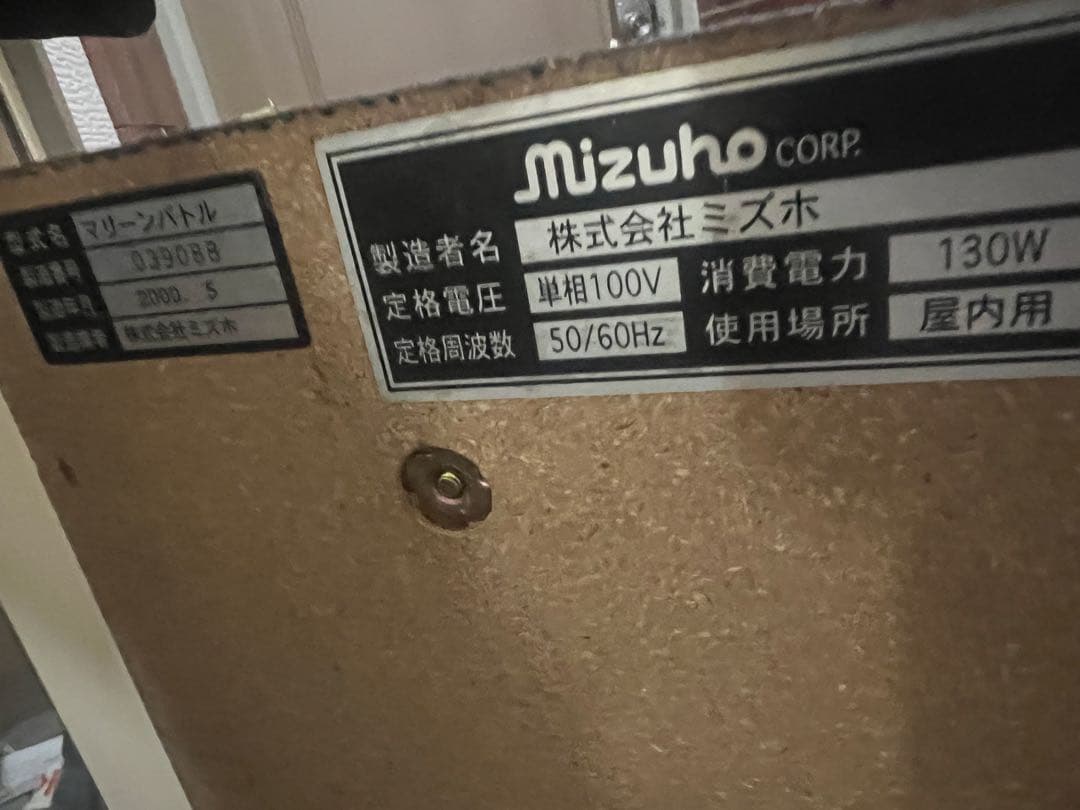 型式名 マリーンバトル
039088
2000. 5
株式会社ミズホ
mizuho CORP.
製造者名 株式会社ミズホ
定格電圧 単相100V 消費電力 130W
定格周波数 50/60Hz 使用場所 屋内用